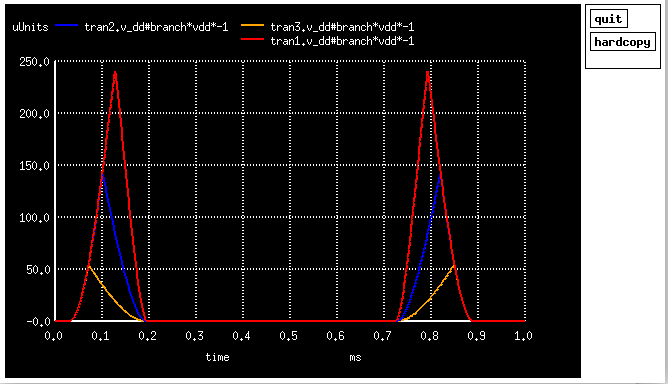 uUnits tran2.v_dd#branch*vdd*-1 tran3.v_dd#branch*vdd*-1
tran1.v_dd#branch*vdd*-1
quit
hardcopy
250.0
200.0
150.0
100.0
50.0
-0.0
0.0 0.1 0.2 0.3 0.4 0.5 0.6 0.7 0.8 0.9 1.0
time ms